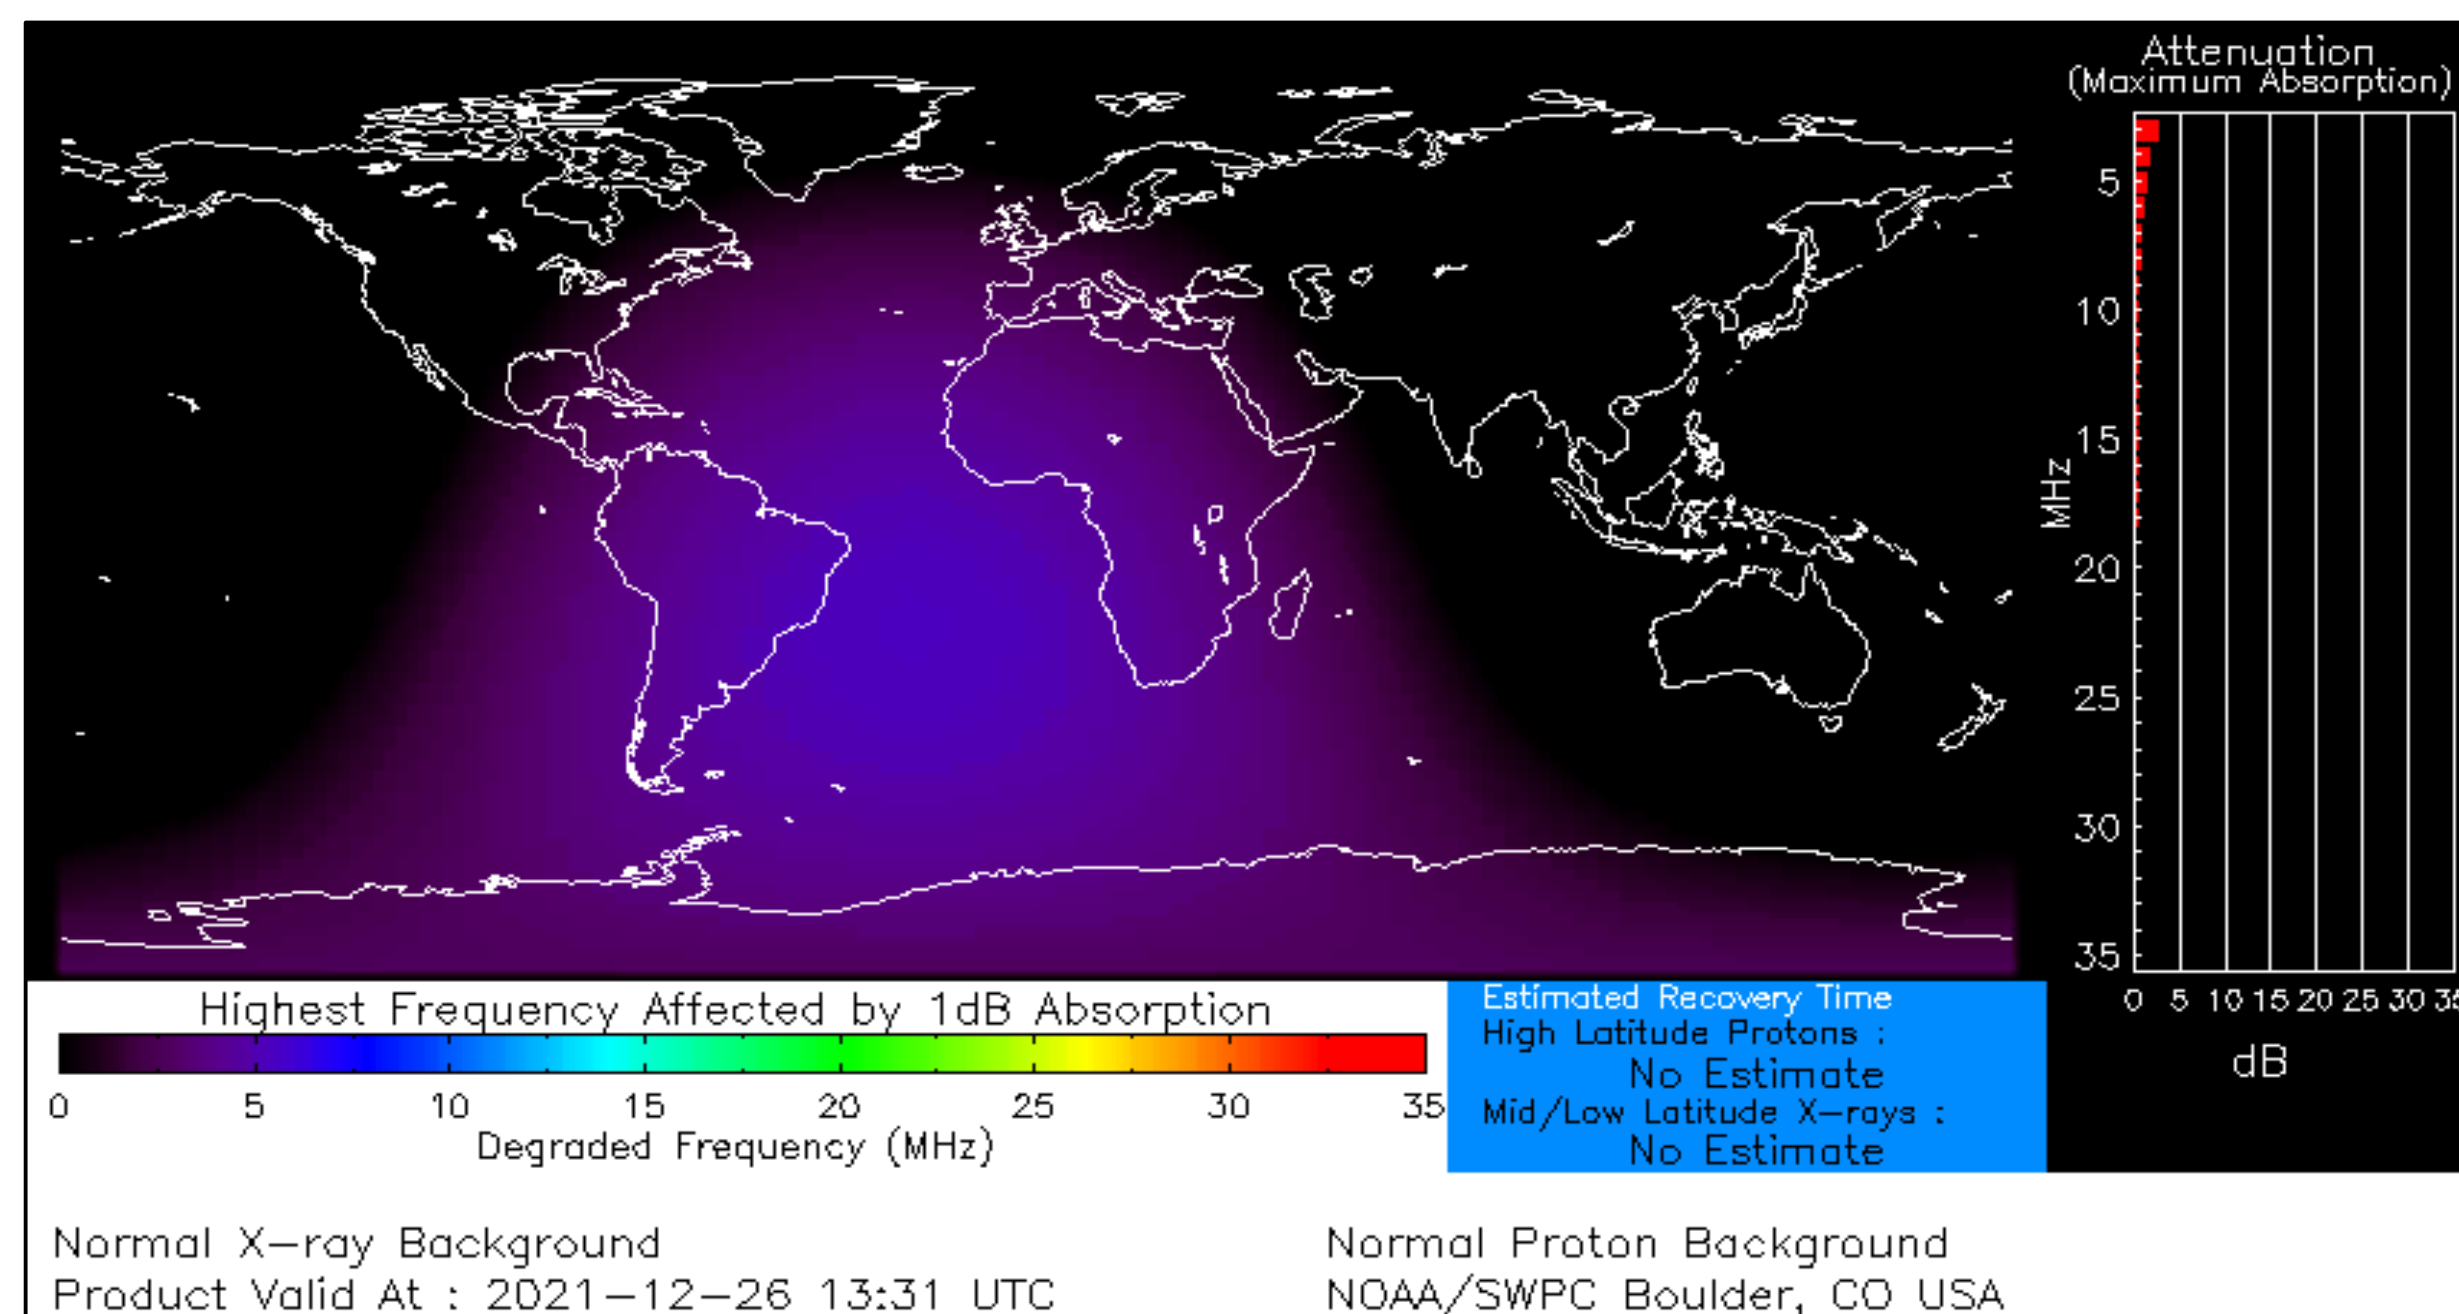 Attenuation
(Maximum Absorption)
5
10
15
20
25
30
35
MHz
0 5 10 15 20 25 30 35
dB
Highest Frequency Affected by 1dB Absorption
0 5 10 15 20 25 30 35
Degraded Frequency (MHz)
Estimated Recovery Time
High Latitude Protons :
No Estimate
Mid/Low Latitude X-rays :
No Estimate
Normal X-ray Background
Normal Proton Background
Product Valid At : 2021-12-26 13:31 UTC
NOAA/SWPC Boulder, CO USA